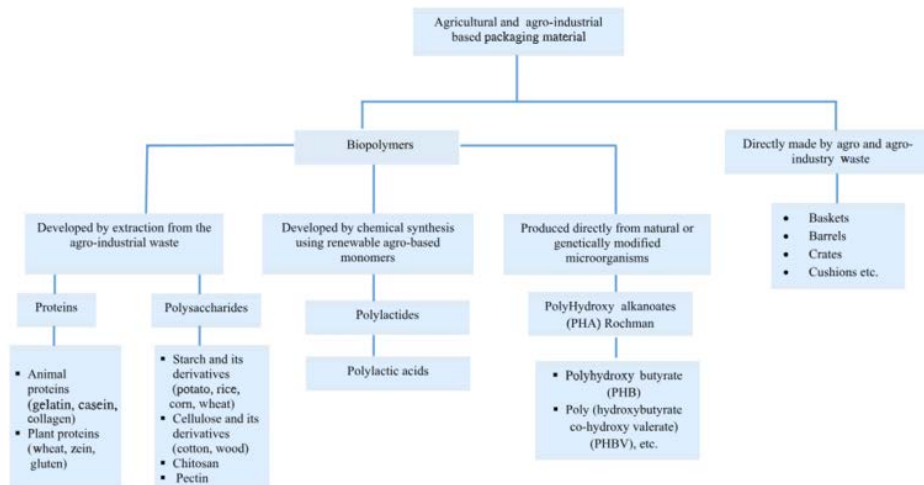 Agricultural and agro-industrial
based packaging material
Biopolymers
Directly made by agro and agro-
industry waste
Developed by extraction from the
agro-industrial waste
Developed by chemical synthesis
using renewable agro-based
monomers
Produced directly from natural or
genetically modified
microorganisms
• Baskets
• Barrels
• Crates
• Cushions etc.
Proteins
Polysaccharides
Polylactides
PolyHydroxy alkanoates
(PHA) Rochman
▪ Animal
proteins
(gelatin, casein,
collagen)
▪ Plant proteins
(wheat, zein,
gluten)
▪ Starch and its
derivatives
(potato, rice,
corn, wheat)
▪ Cellulose and its
derivatives
(cotton, wood)
▪ Chitosan
▪ Pectin
Polylactic acids
▪ Polyhydroxy butyrate
(PHB)
▪ Poly (hydroxybutyrate
co-hydroxy valerate)
(PHBV), etc.